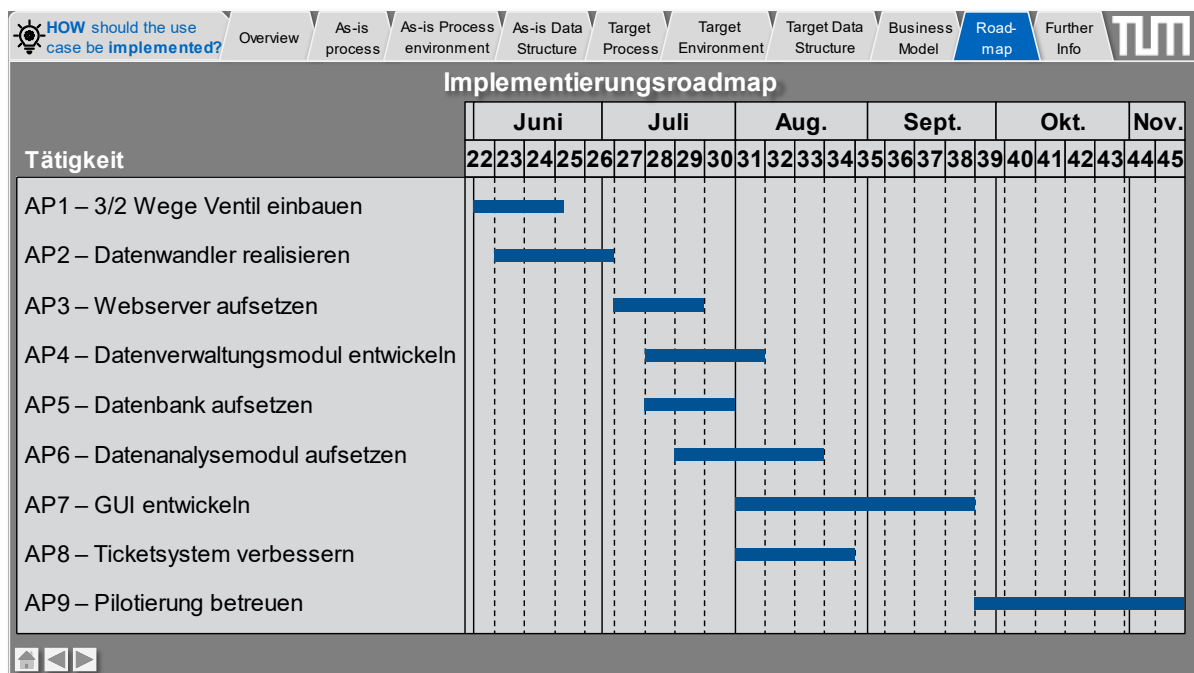 HOW should the use
case be implemented?
Overview
As-is
process
As-is Process
environment
As-is Data
Structure
Target
Process
Target
Environment
Target Data
Structure
Business
Model
Road-
map
Further
Info
TUM
Implementierungsroadmap
Juni Juli Aug. Sept. Okt. Nov.
Tätigkeit 22 23 24 25 26 27 28 29 30 31 32 33 34 35 36 37 38 39 40 41 42 43 44 45
AP1 – 3/2 Wege Ventil einbauen
AP2 – Datenwandler realisieren
AP3 – Webserver aufsetzen
AP4 – Datenverwaltungsmodul entwickeln
AP5 – Datenbank aufsetzen
AP6 – Datenanalysemodul aufsetzen
AP7 – GUI entwickeln
AP8 – Ticketsystem verbessern
AP9 – Pilotierung betreuen